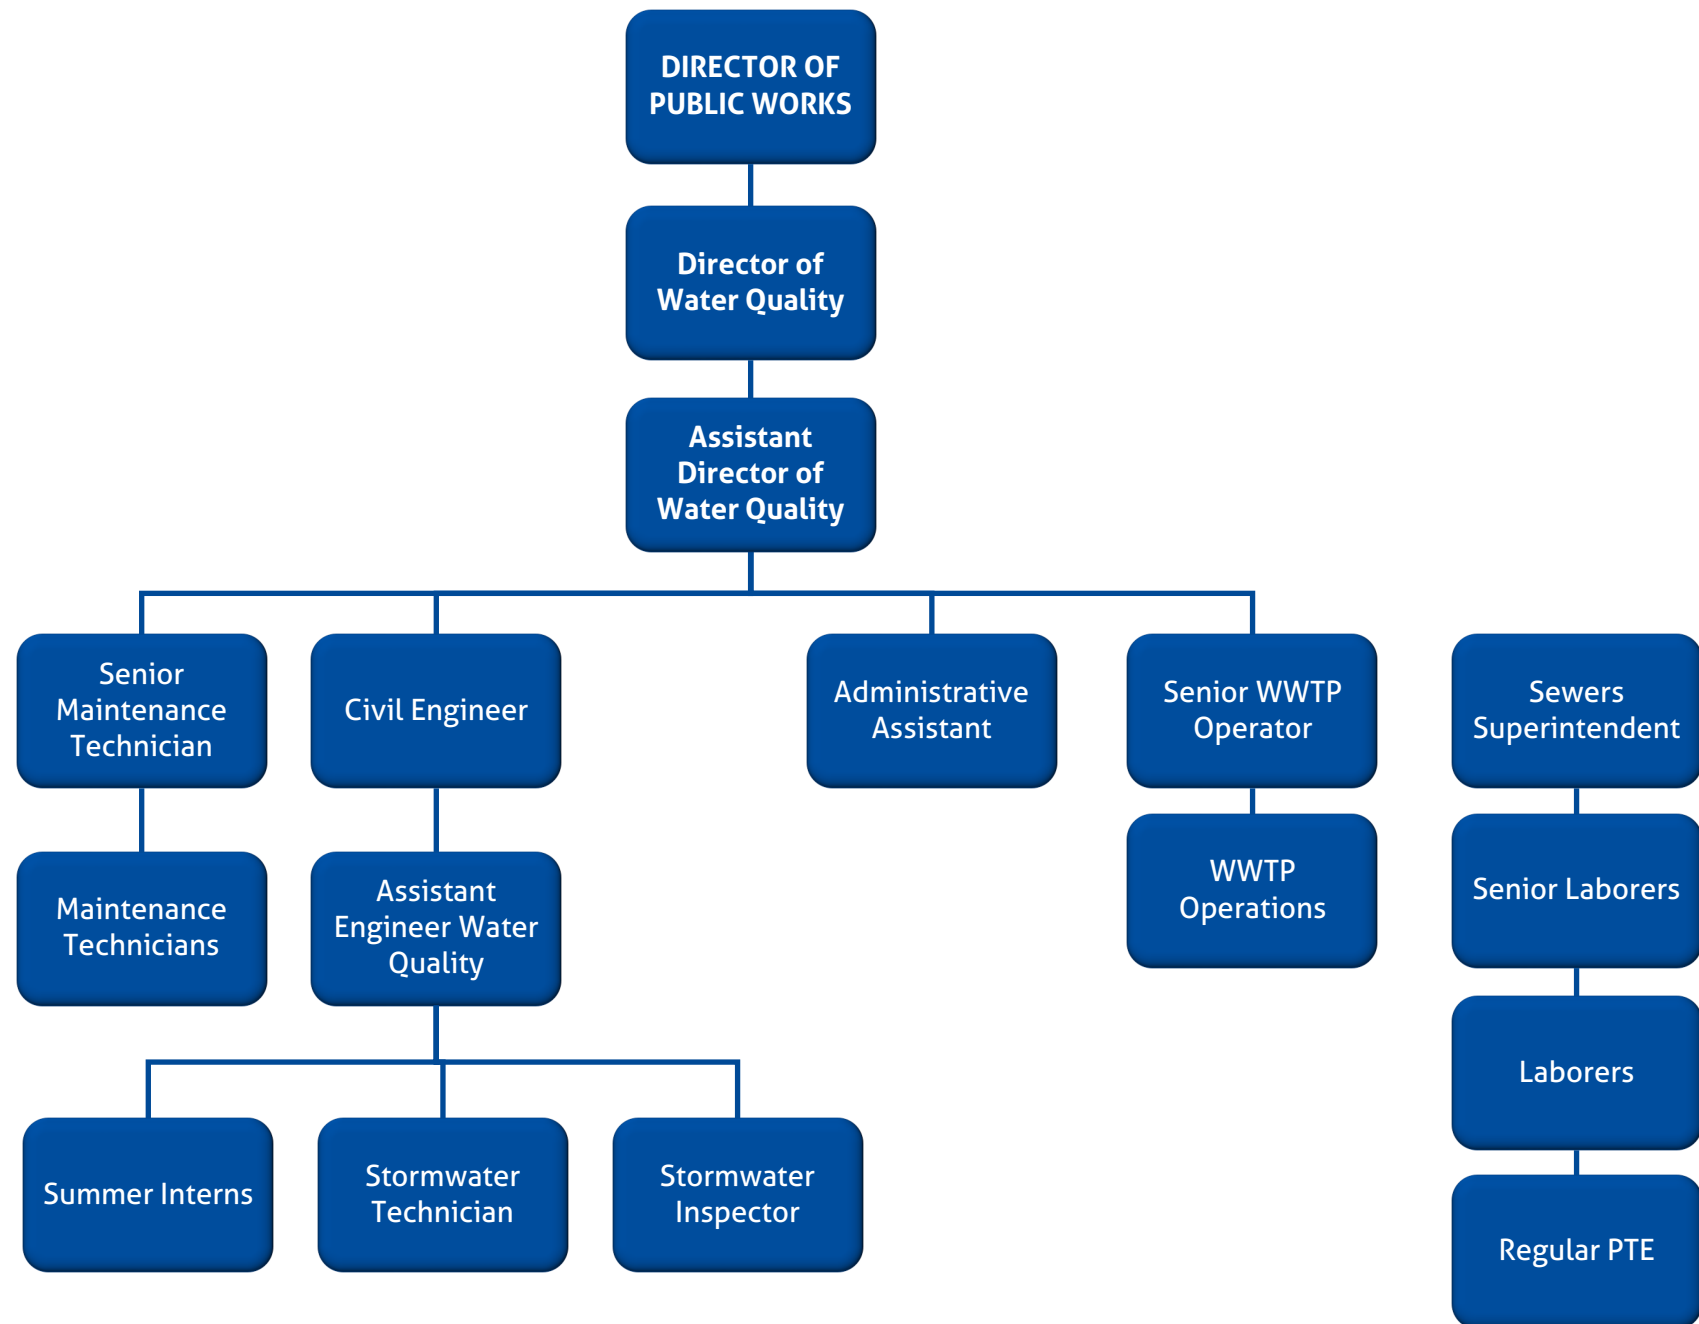 DIRECTOR OF
PUBLIC WORKS
Director of
Water Quality
Assistant
Director of
Water Quality
Senior
Maintenance
Technician
Civil Engineer
Administrative
Assistant
Senior WWTP
Operator
Sewers
Superintendent
Maintenance
Technicians
Assistant
Engineer Water
Quality
WWTP
Operations
Senior Laborers
Laborers
Summer Interns
Stormwater
Technician
Stormwater
Inspector
Regular PTE